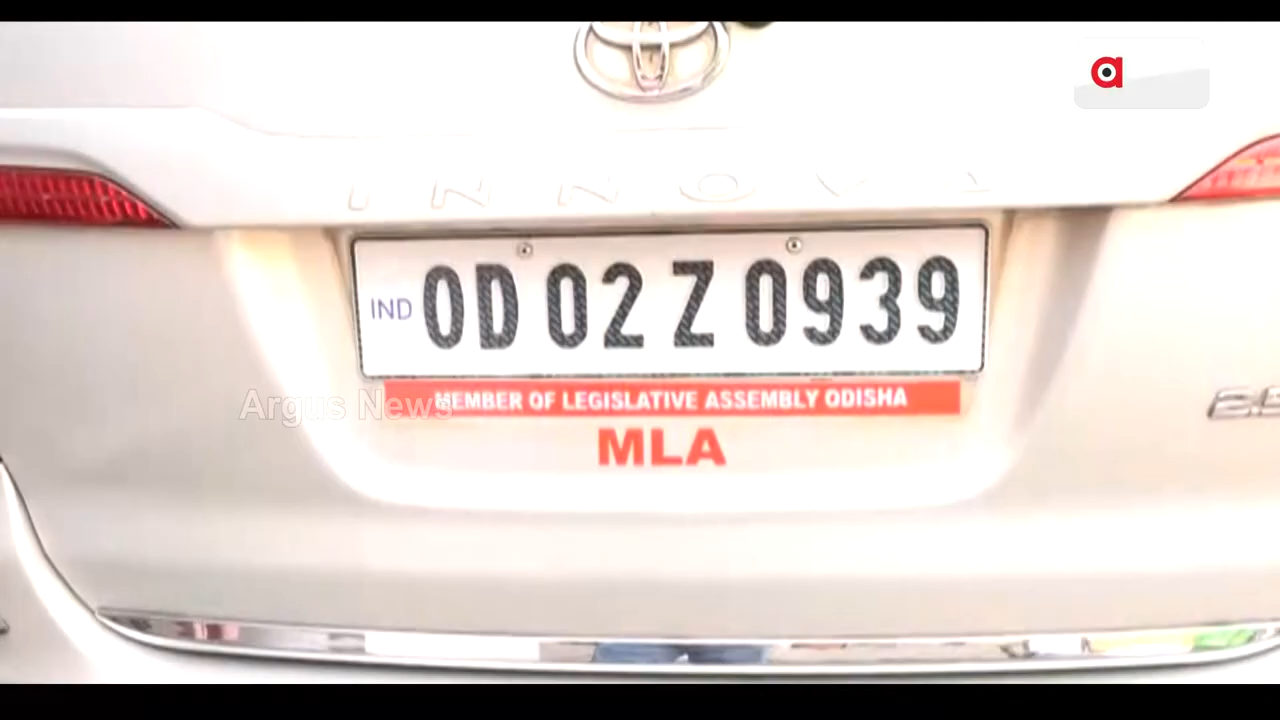 INNOVA
IND OD 02 Z 0939
MEMBER OF LEGISLATIVE ASSEMBLY ODISHA
Argus News
MLA